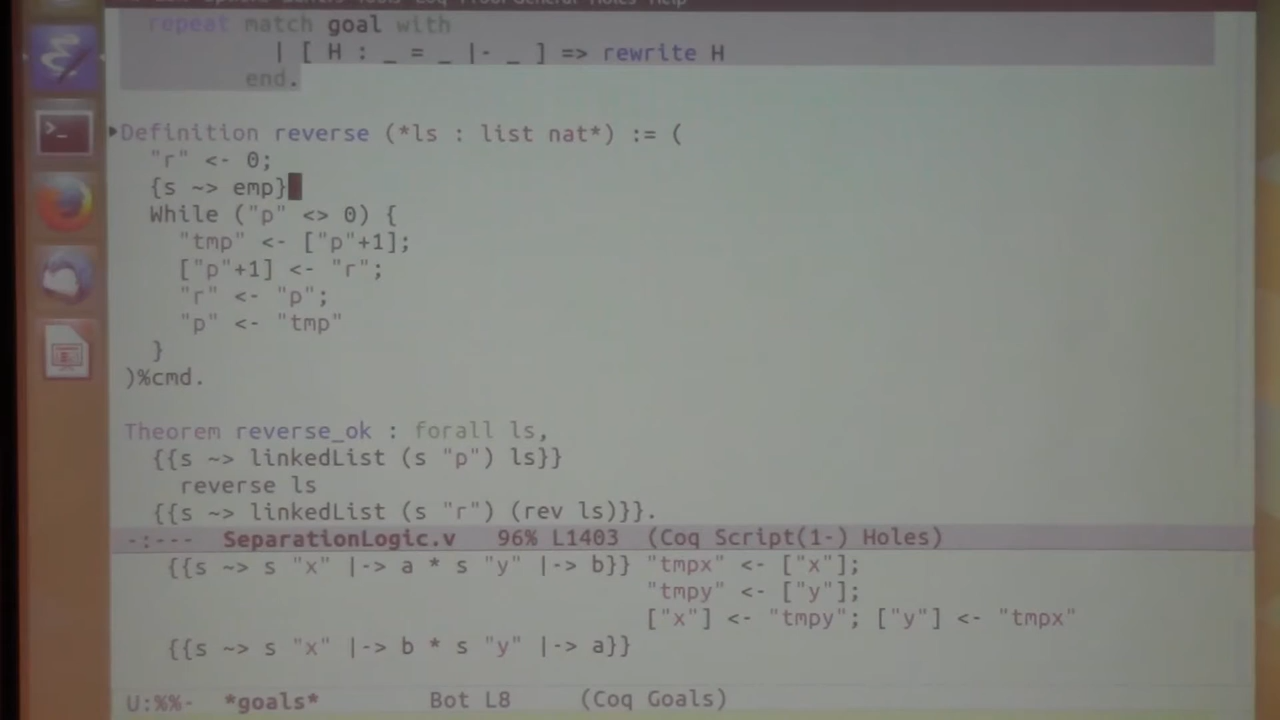 repeat match goal with
| [ H : _ = _ |- _ ] => rewrite H
end.
Definition reverse (*ls : list nat*) := (
"r" <- 0;
{s ~> emp}
While ("p" <> 0) {
"tmp" <- ["p"+1];
["p"+1] <- "r";
"r" <- "p";
"p" <- "tmp"
}
)%cmd.
Theorem reverse_ok : forall ls,
{{s ~> linkedList (s "p") ls}}
reverse ls
{{s ~> linkedList (s "r") (rev ls)}}.
-:--- SeparationLogic.v 96% L1403 (Coq Script(1-) Holes)
{{s ~> s "x" |-> a * s "y" |-> b}} "tmpx" <- ["x"];
"tmpy" <- ["y"];
["x"] <- "tmpy"; ["y"] <- "tmpx"
{{s ~> s "x" |-> b * s "y" |-> a}}
U:%%- *goals* Bot L8 (Coq Goals)